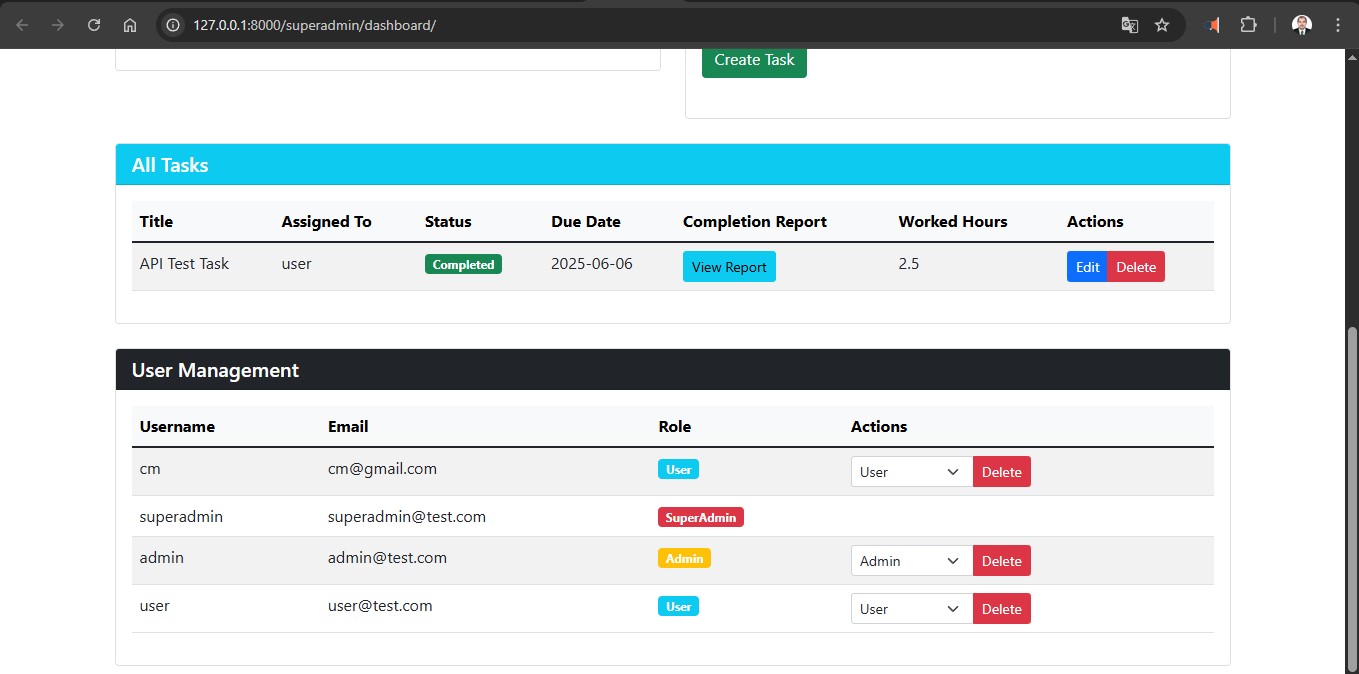 127.0.0.1:8000/superadmin/dashboard/
Create Task
All Tasks
Title Assigned To Status Due Date Completion Report Worked Hours Actions
API Test Task user Completed 2025-06-06 View Report 2.5 Edit Delete
User Management
Username Email Role Actions
cm cm@gmail.com User User Delete
superadmin superadmin@test.com SuperAdmin
admin admin@test.com Admin Admin Delete
user user@test.com User User Delete